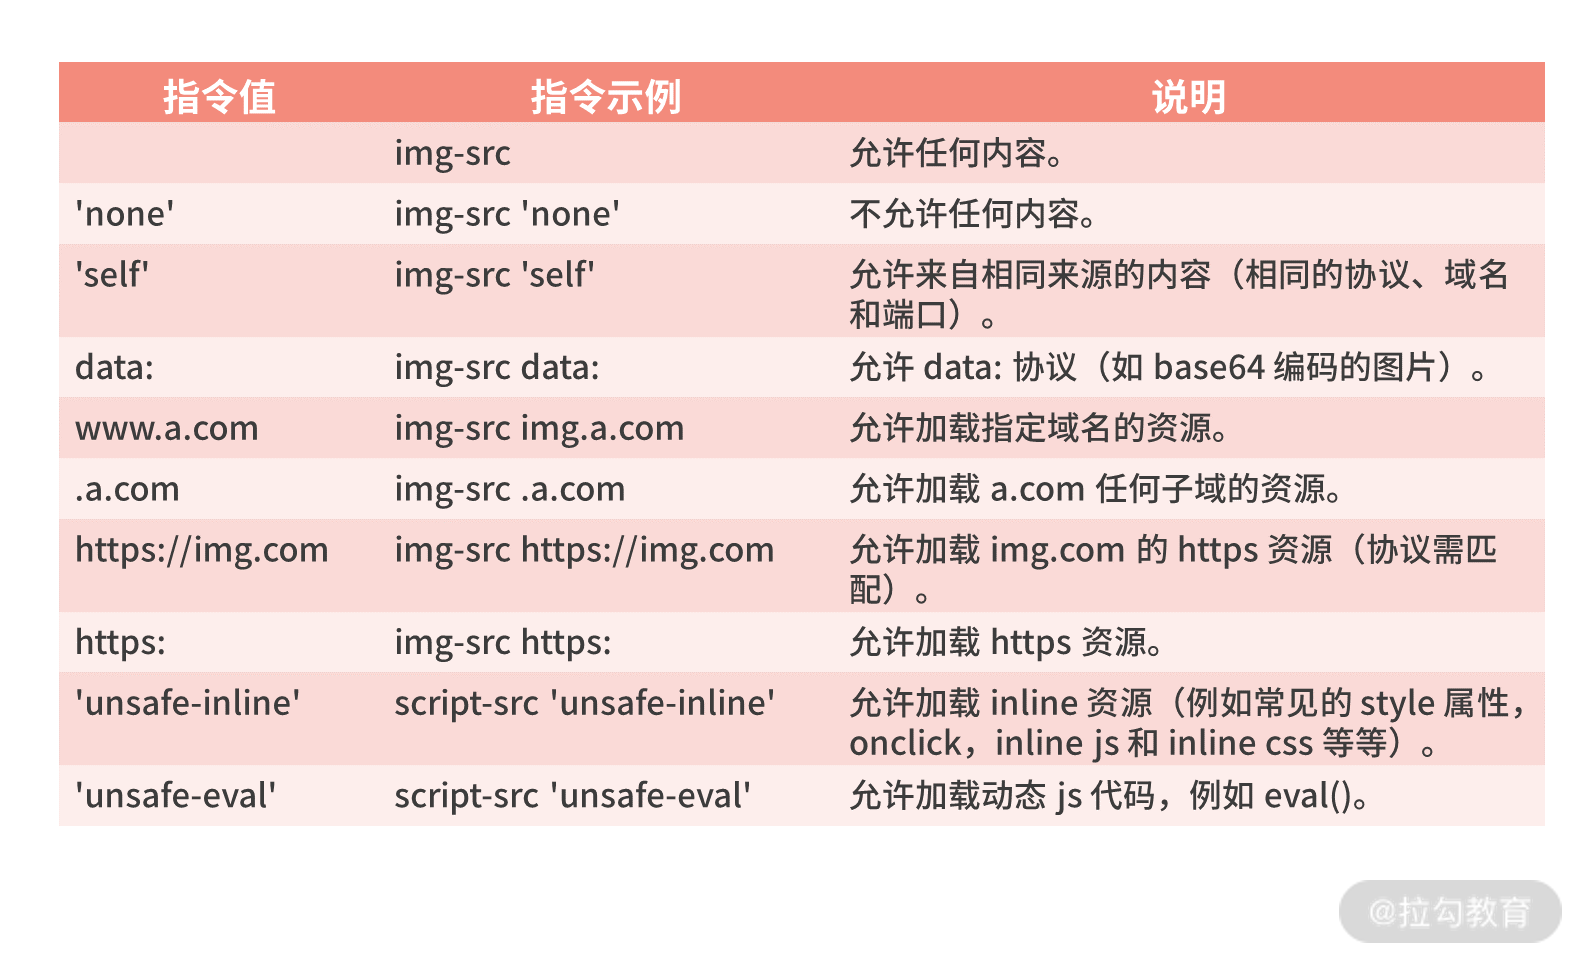 指令值 指令示例 说明
img-src 允许任何内容。
'none' img-src 'none' 不允许任何内容。
'self' img-src 'self' 允许来自相同来源的内容（相同的协议、域名
和端口）。
data: img-src data: 允许 data: 协议（如 base64 编码的图片）。
www.a.com img-src img.a.com 允许加载指定域名的资源。
.a.com img-src .a.com 允许加载 a.com 任何子域的资源。
https://img.com img-src https://img.com 允许加载 img.com 的 https 资源（协议需匹
配）。
https: img-src https: 允许加载 https 资源。
'unsafe-inline' script-src 'unsafe-inline' 允许加载 inline 资源（例如常见的 style 属性，
onclick，inline js 和 inline css 等等）。
'unsafe-eval' script-src 'unsafe-eval' 允许加载动态 js 代码，例如 eval()。
@拉勾教育